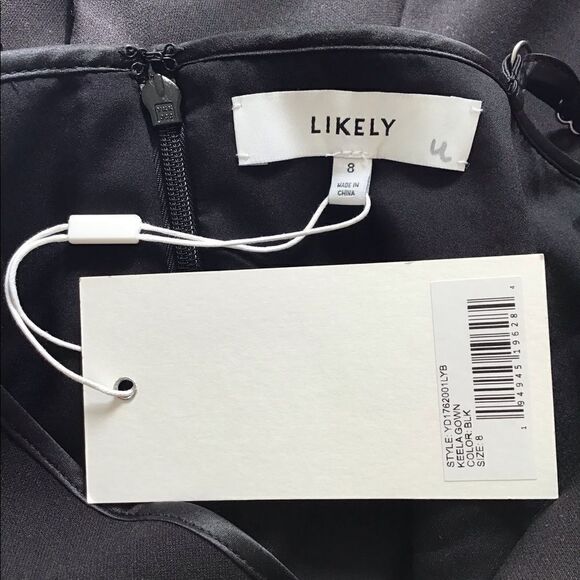 LIKELY
u
8
MADE IN
CHINA
STYLE: YD1762001LYB
KEELA GOWN
COLOR: BLK
SIZE: 8
1 94945 19628 4